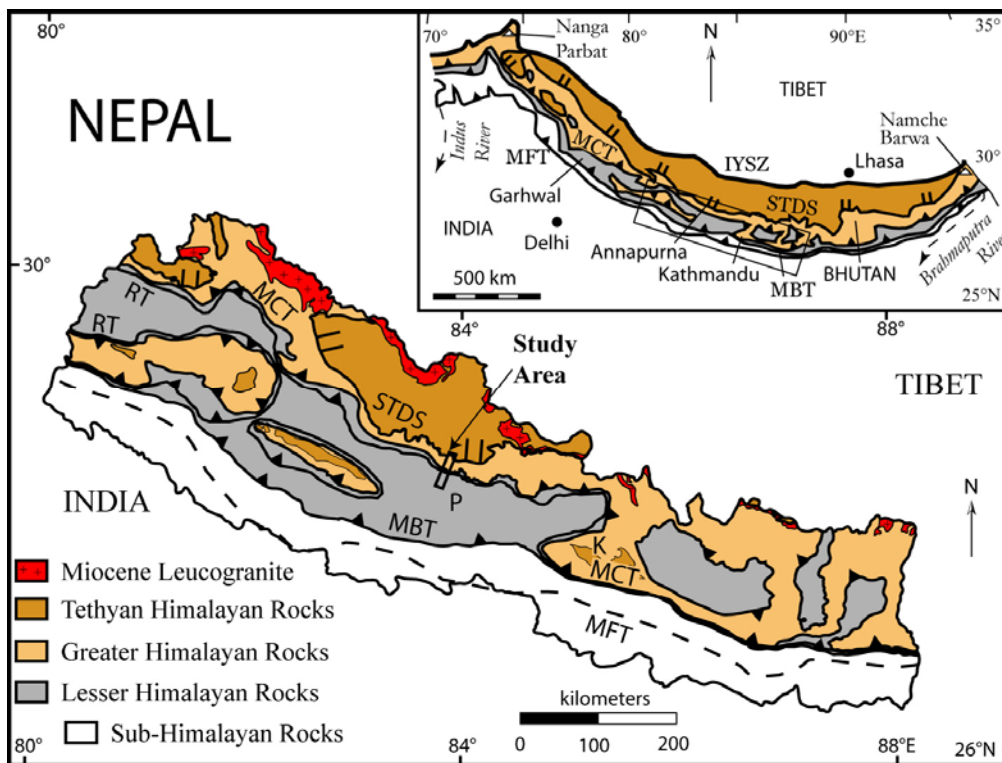 80°
NEPAL
70°
Nanga
Parbat
80°
N
90°E
35°
TIBET
Indus
River
MFT
MCT
IYSZ
Lhasa
Namche
Barwa
30°
Garhwal
STDS
INDIA
Delhi
Annapurna
Kathmandu
BHUTAN
MBT
Brahmaputra
River
500 km
25°N
30°
RT
RT
MCT
84°
88°
Study
Area
TIBET
STDS
P
INDIA
MBT
N
K
MCT
MFT
Miocene Leucogranite
Tethyan Himalayan Rocks
Greater Himalayan Rocks
Lesser Himalayan Rocks
Sub-Himalayan Rocks
kilometers
0 100 200
80°
84°
88°E
26°N